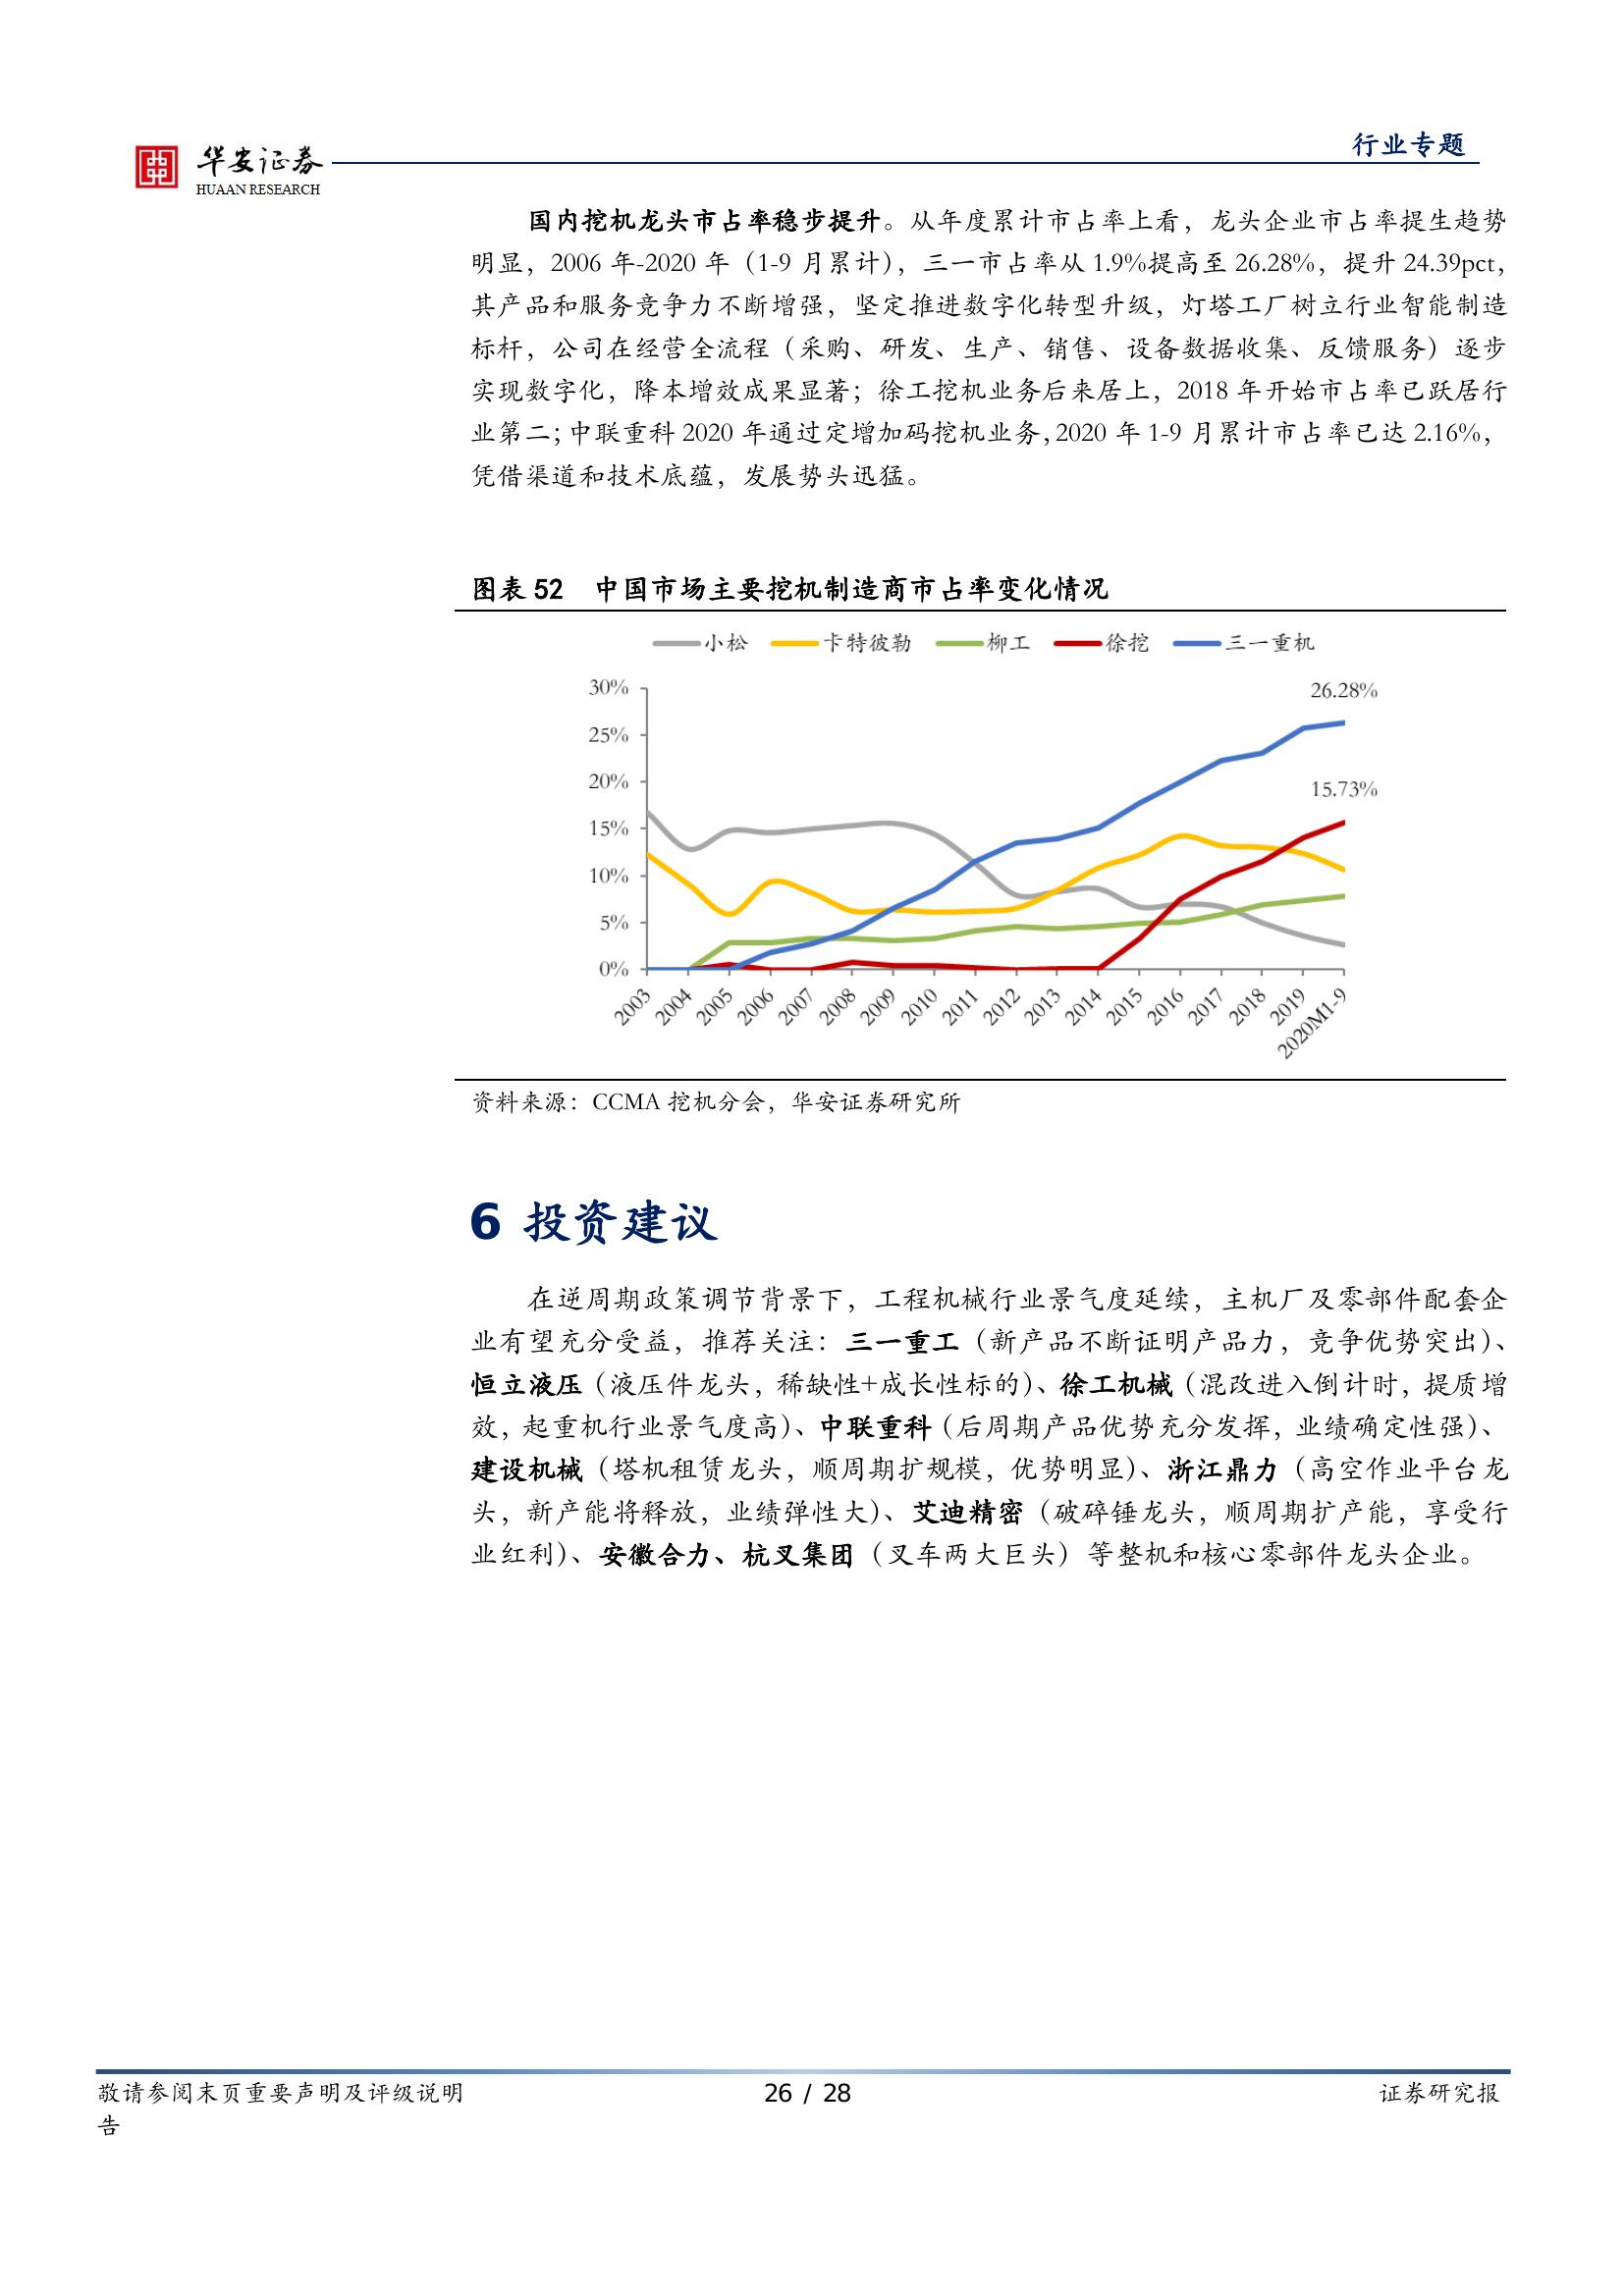 华安证券
HUAAN RESEARCH
行业专题
国内挖机龙头市占率稳步提升。从年度累计市占率上看，龙头企业市占率提生趋势
明显，2006 年-2020 年（1-9 月累计），三一市占率从 1.9%提高至 26.28%，提升 24.39pct，
其产品和服务竞争力不断增强，坚定推进数字化转型升级，灯塔工厂树立行业智能制造
标杆，公司在经营全流程（采购、研发、生产、销售、设备数据收集、反馈服务）逐步
实现数字化，降本增效成果显著；徐工挖机业务后来居上，2018 年开始市占率已跃居行
业第二；中联重科 2020 年通过定增加码挖机业务，2020 年 1-9 月累计市占率已达 2.16%，
凭借渠道和技术底蕴，发展势头迅猛。
图表 52 中国市场主要挖机制造商市占率变化情况
小松 卡特彼勒 柳工 徐挖 三一重机
30%
25%
20%
15%
10%
5%
0%
26.28%
15.73%
2003 2004 2005 2006 2007 2008 2009 2010 2011 2012 2013 2014 2015 2016 2017 2018 2019 2020M1-9
资料来源：CCMA 挖机分会，华安证券研究所
6 投资建议
在逆周期政策调节背景下，工程机械行业景气度延续，主机厂及零部件配套企
业有望充分受益，推荐关注：三一重工（新产品不断证明产品力，竞争优势突出）、
恒立液压（液压件龙头，稀缺性+成长性标的）、徐工机械（混改进入倒计时，提质增
效，起重机行业景气度高）、中联重科（后周期产品优势充分发挥，业绩确定性强）、
建设机械（塔机租赁龙头，顺周期扩规模，优势明显）、浙江鼎力（高空作业平台龙
头，新产能将释放，业绩弹性大）、艾迪精密（破碎锤龙头，顺周期扩产能，享受行
业红利）、安徽合力、杭叉集团（叉车两大巨头）等整机和核心零部件龙头企业。
敬请参阅末页重要声明及评级说明 26 / 28 证券研究报
告